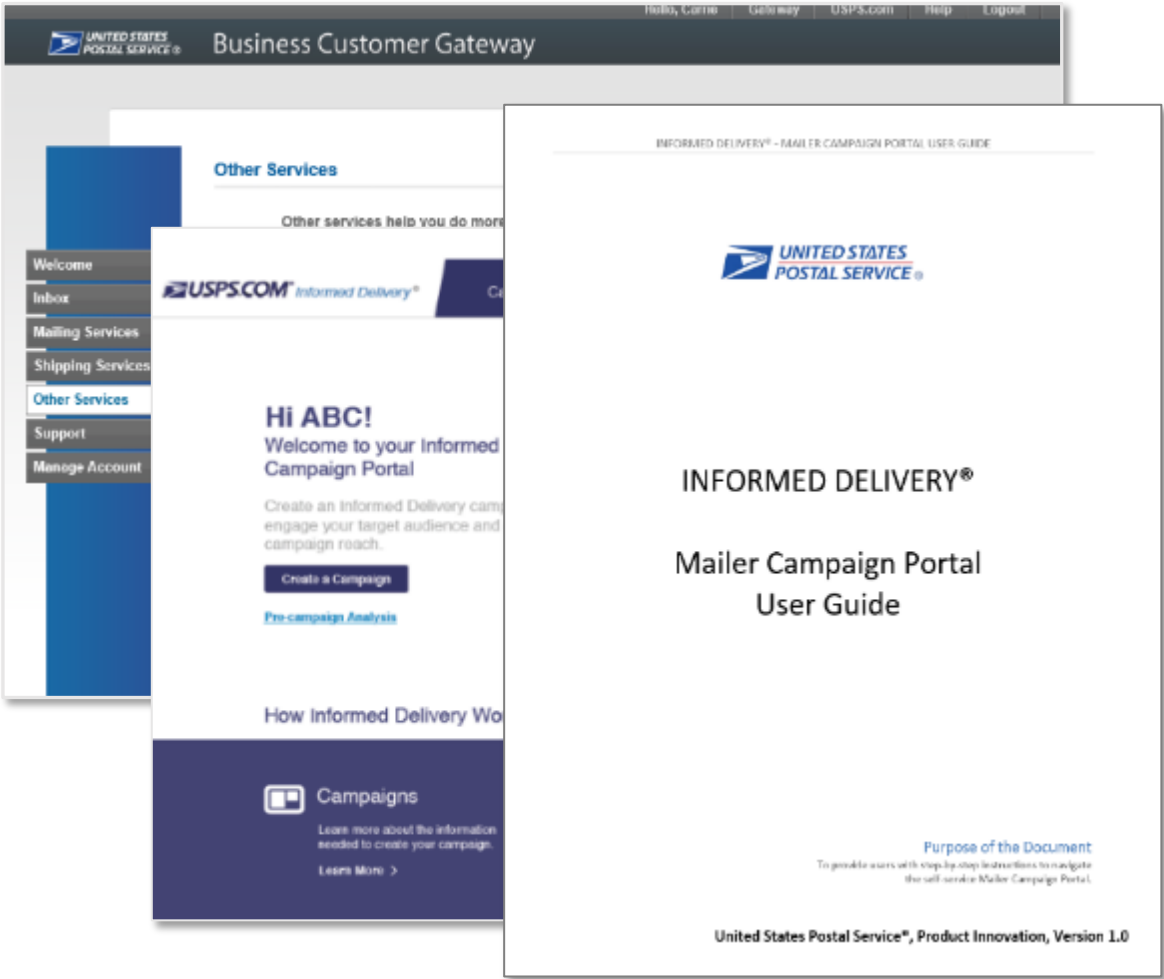 Hello, Carrie Gateway USPS.com Help Logout
UNITED STATES
POSTAL SERVICE ®
Business Customer Gateway
Other Services
Other services help you do more
Welcome
Inbox
Mailing Services
Shipping Services
Other Services
Support
Manage Account
USPS.COM® Informed Delivery®
Hi ABC!
Welcome to your Informed
Campaign Portal
Create an Informed Delivery camp
engage your target audience and
campaign reach.
Create a Campaign
Pre-campaign Analysis
How Informed Delivery Wo
Campaigns
Learn more about the information
needed to create your campaign.
Learn More >
INFORMED DELIVERY® - MAILER CAMPAIGN PORTAL USER GUIDE
UNITED STATES
POSTAL SERVICE ®
INFORMED DELIVERY®
Mailer Campaign Portal
User Guide
Purpose of the Document
To provide users with step-by-step instructions to navigate
the self-service Mailer Campaign Portal.
United States Postal Service®, Product Innovation, Version 1.0